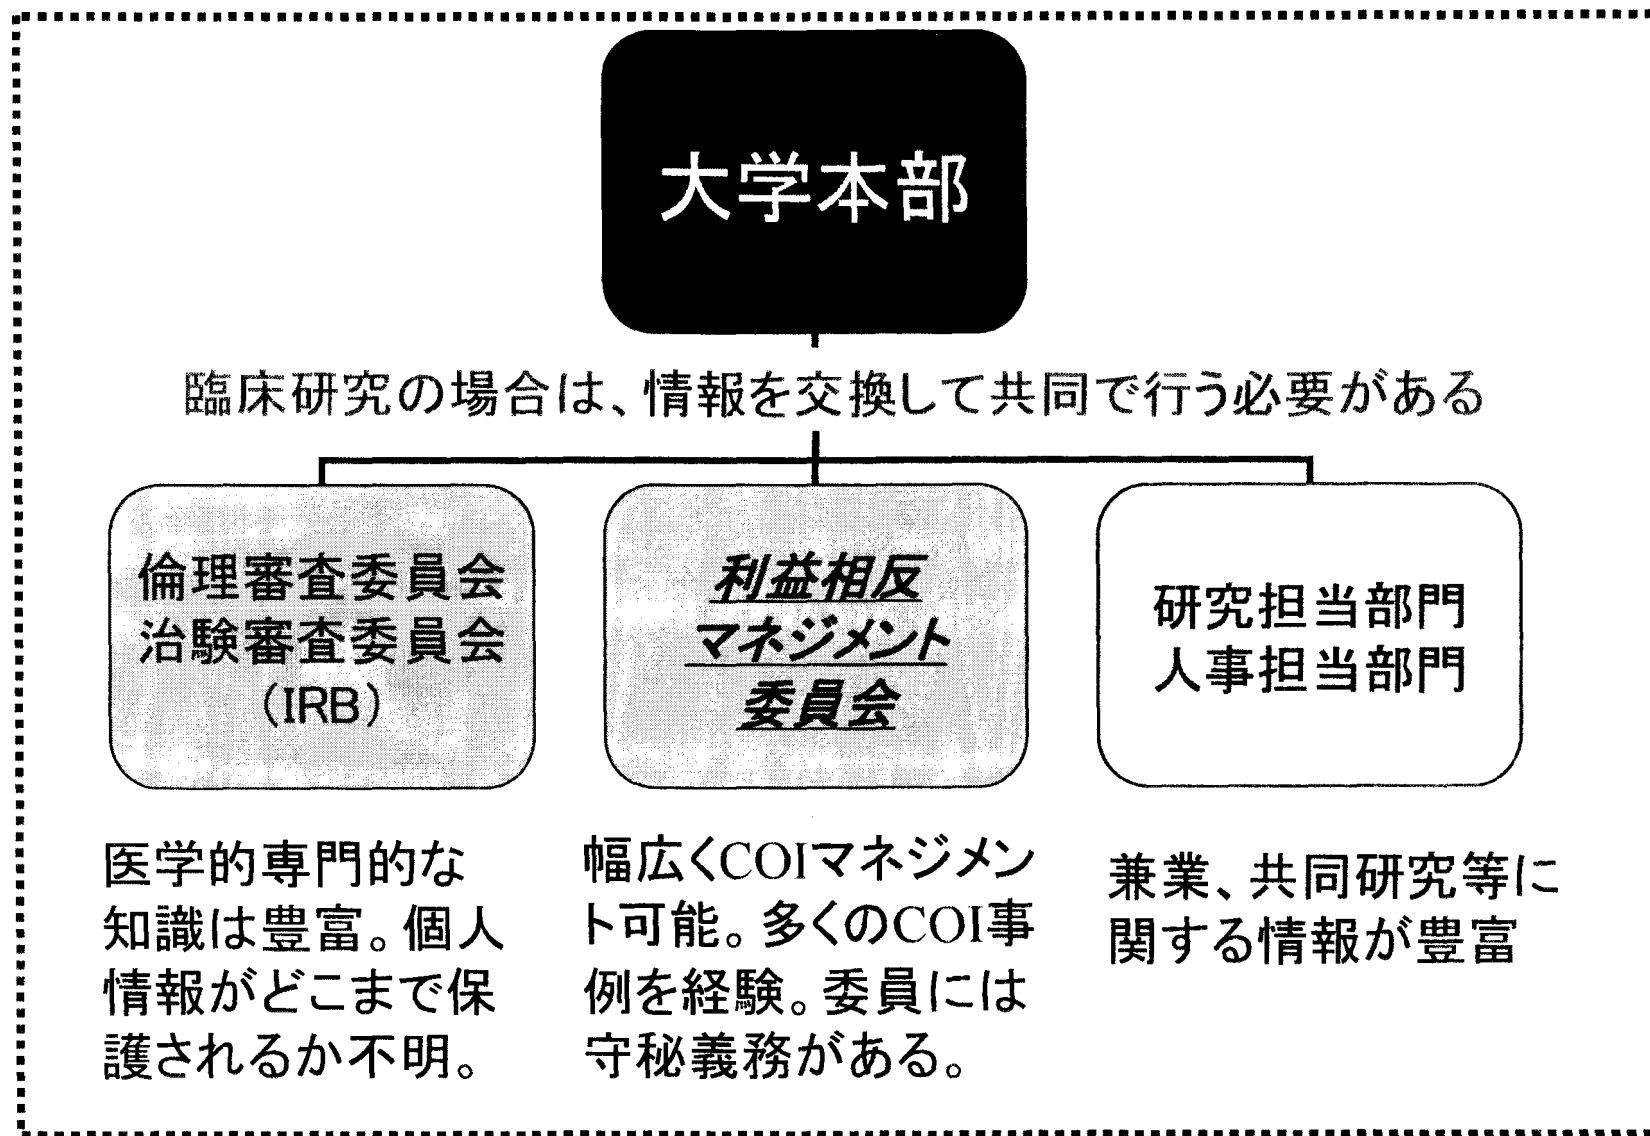 大学本部
臨床研究の場合は、情報を交換して共同で行う必要がある
倫理審査委員会
治験審査委員会
（IRB）
利益相反
マネジメント
委員会
研究担当部門
人事担当部門
医学的専門的な
知識は豊富。個人
情報がどこまで保
護されるか不明。
幅広くCOIマネジメン
ト可能。多くのCOI事
例を経験。委員には
守秘義務がある。
兼業、共同研究等に
関する情報が豊富